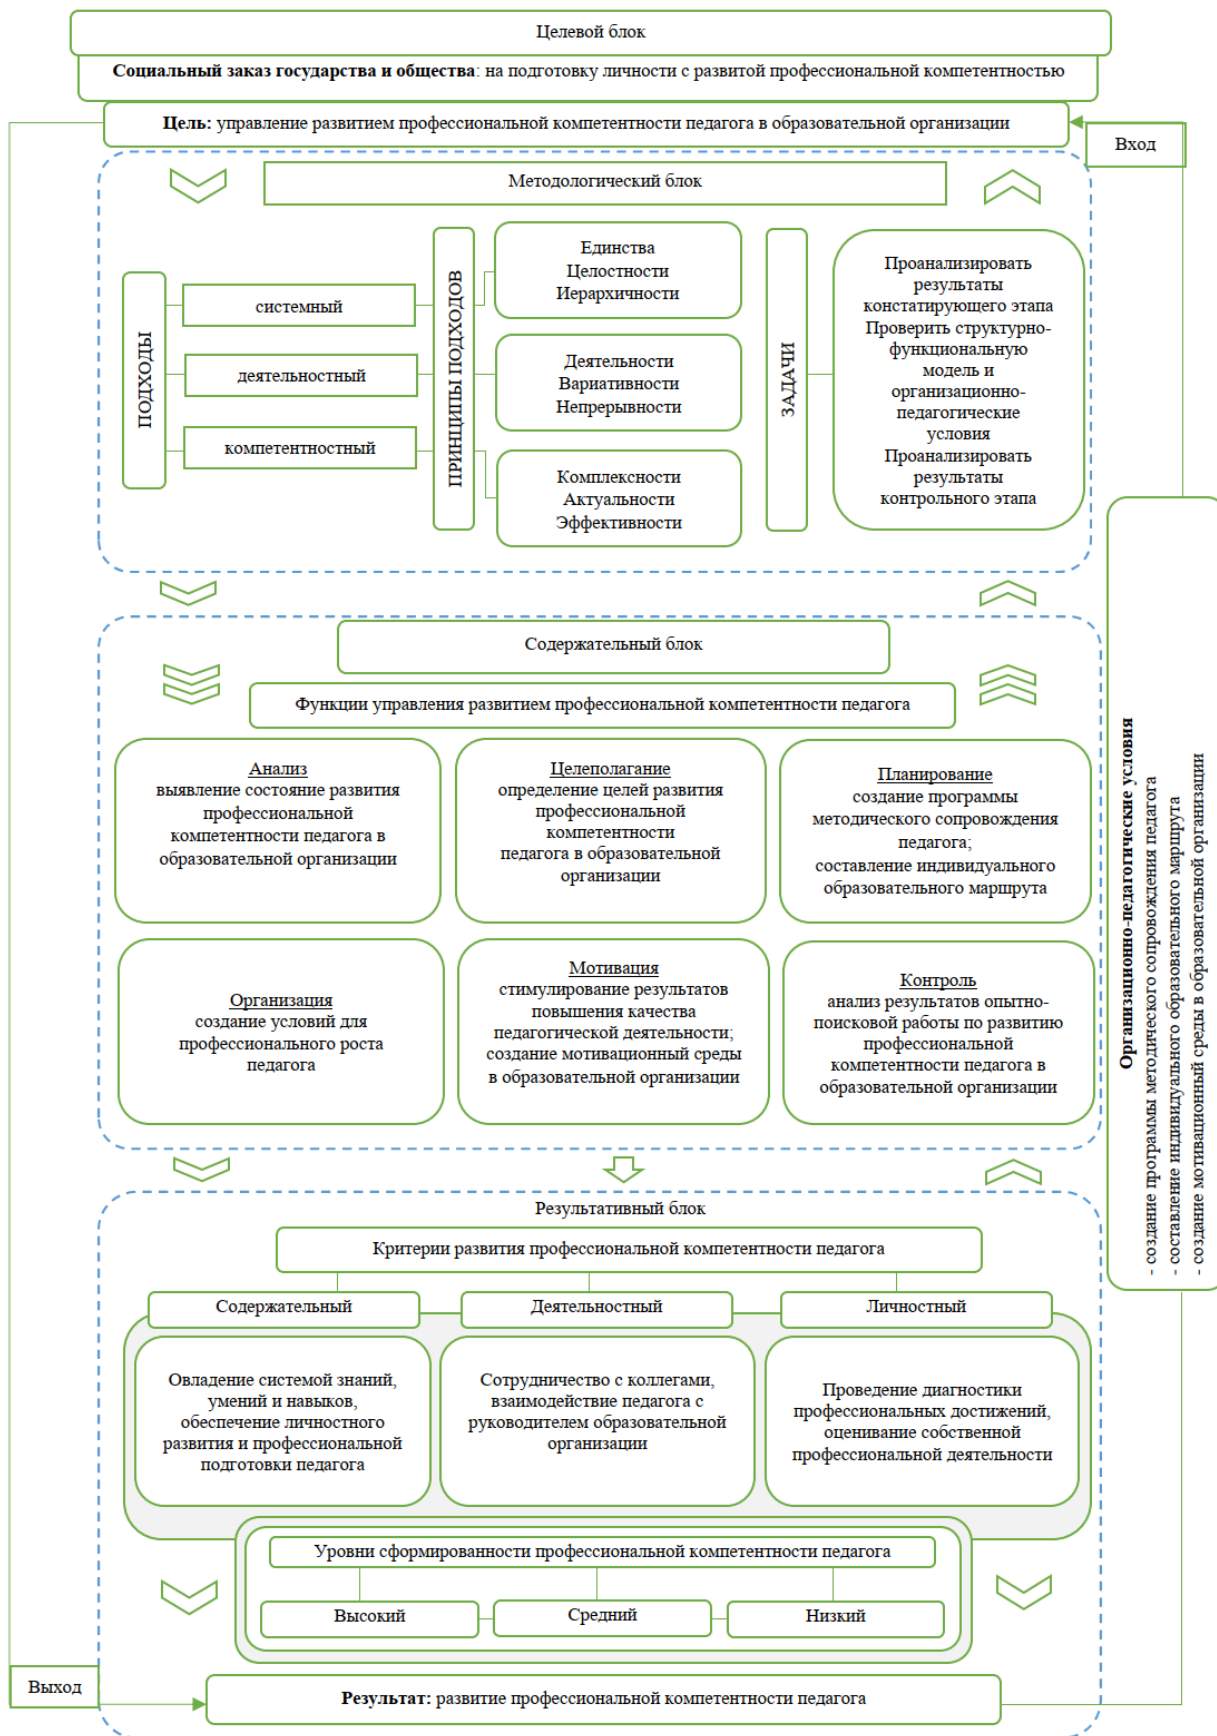 Целевой блок
Социальный заказ государства и общества: на подготовку личности с развитой профессиональной компетентностью
Цель: управление развитием профессиональной компетентности педагога в образовательной организации
Вход
Методологический блок
ПОДХОДЫ
системный
деятельностный
компетентностный
ПРИНЦИПЫ ПОДХОДОВ
Единства
Целостности
Иерархичности
Деятельности
Вариативности
Непрерывности
Комплексности
Актуальности
Эффективности
ЗАДАЧИ
Проанализировать
результаты
констатирующего этапа
Проверить структурно-
функциональную
модель и
организационно-
педагогические
условия
Проанализировать
результаты
контрольного этапа
Содержательный блок
Функции управления развитием профессиональной компетентности педагога
Анализ
выявление состояние развития
профессиональной
компетентности педагога в
образовательной организации
Целеполагание
определение целей развития
профессиональной
компетентности
педагога в образовательной
организации
Планирование
создание программы
методического сопровождения
педагога;
составление индивидуального
образовательного маршрута
Организация
создание условий для
профессионального роста
педагога
Мотивация
стимулирование результатов
повышения качества
педагогической деятельности;
создание мотивационный среды
в образовательной организации
Контроль
анализ результатов опытно-
поисковой работы по развитию
профессиональной
компетентности педагога в
образовательной организации
Организационно-педагогические условия
- создание программы методического сопровождения педагога
- составление индивидуального образовательного маршрута
- создание мотивационный среды в образовательной организации
Результативный блок
Критерии развития профессиональной компетентности педагога
Содержательный
Деятельностный
Личностный
Овладение системой знаний,
умений и навыков,
обеспечение личностного
развития и профессиональной
подготовки педагога
Сотрудничество с коллегами,
взаимодействие педагога с
руководителем образовательной
организации
Проведение диагностики
профессиональных достижений,
оценивание собственной
профессиональной деятельности
Уровни сформированности профессиональной компетентности педагога
Высокий
Средний
Низкий
Выход
Результат: развитие профессиональной компетентности педагога